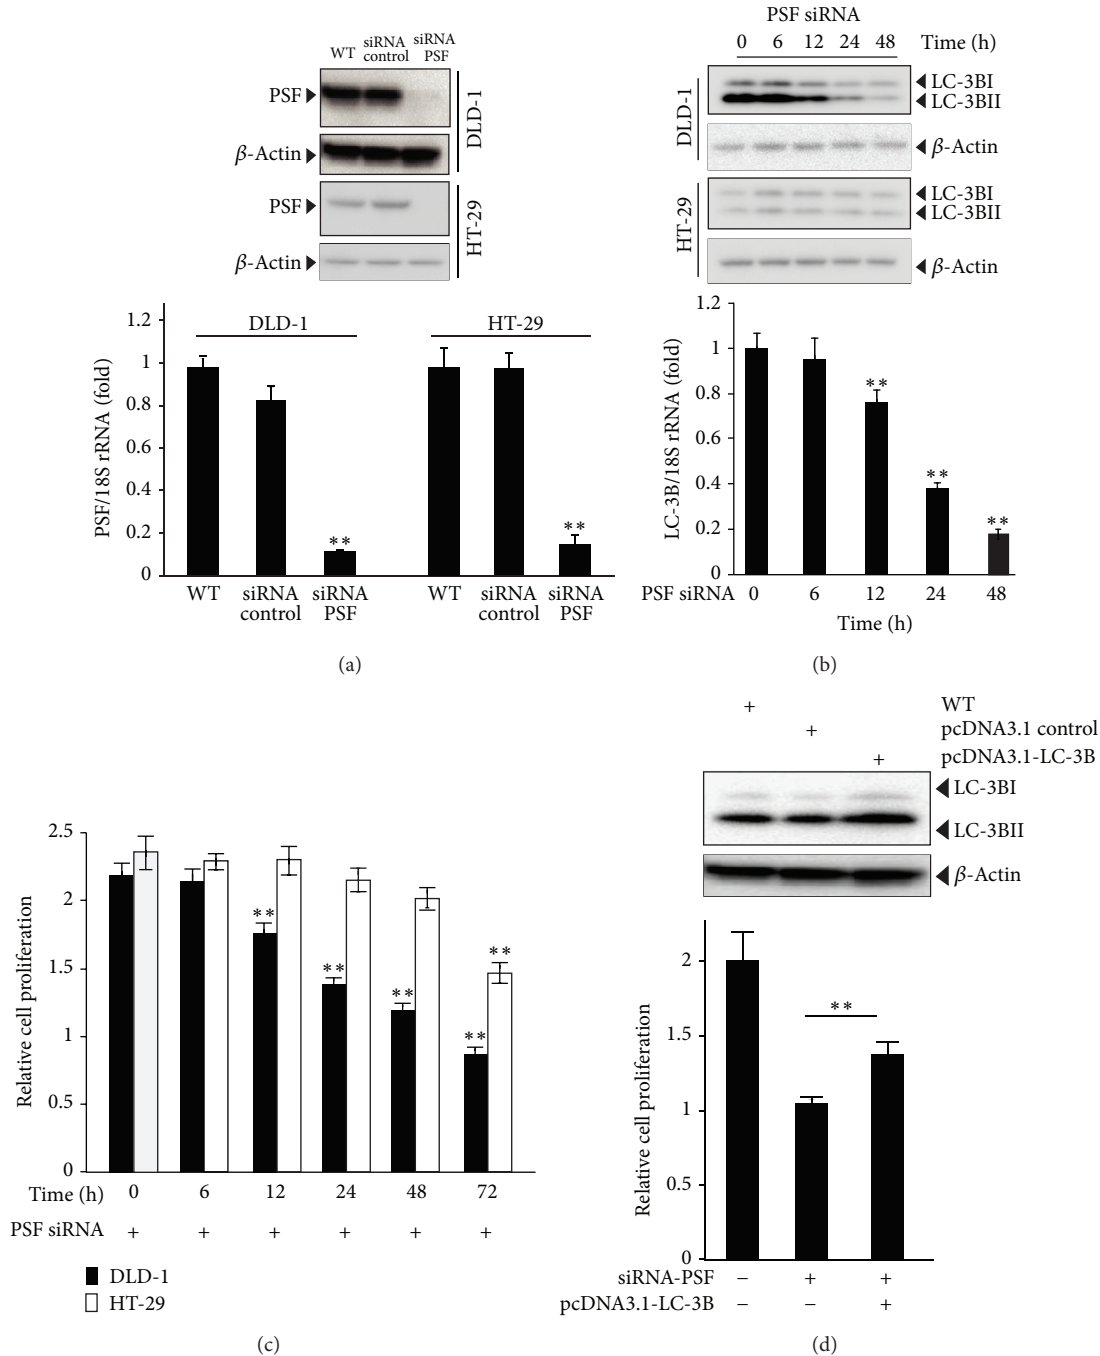 WT siRNA control siRNA PSF
PSF
β-Actin
DLD-1
PSF
β-Actin
HT-29
1.2
1
0.8
0.6
0.4
0.2
0
PSF/18S rRNA (fold)
DLD-1
HT-29
**
**
WT siRNA control siRNA PSF WT siRNA control siRNA PSF
(a)
PSF siRNA
0 6 12 24 48 Time (h)
DLD-1
LC-3BI
LC-3BII
β-Actin
HT-29
LC-3BI
LC-3BII
β-Actin
1.2
1
0.8
0.6
0.4
0.2
0
LC-3B/18S rRNA (fold)
**
**
**
PSF siRNA 0 6 12 24 48
Time (h)
(b)
2.5
2
1.5
1
0.5
0
Relative cell proliferation
**
**
**
**
**
Time (h) 0 6 12 24 48 72
PSF siRNA + + + + + +
DLD-1
HT-29
(c)
+ WT
+ pcDNA3.1 control
+ pcDNA3.1-LC-3B
LC-3BI
LC-3BII
β-Actin
2
1.5
1
0.5
0
Relative cell proliferation
**
siRNA-PSF − + +
pcDNA3.1-LC-3B − − +
(d)